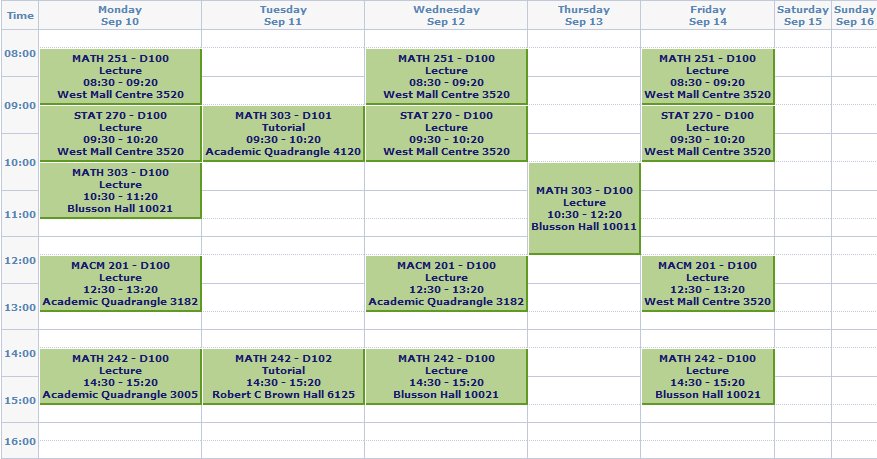 Time
Monday
Sep 10
Tuesday
Sep 11
Wednesday
Sep 12
Thursday
Sep 13
Friday
Sep 14
Saturday
Sep 15
Sunday
Sep 16
08:00
MATH 251 - D100
Lecture
08:30 - 09:20
West Mall Centre 3520
MATH 251 - D100
Lecture
08:30 - 09:20
West Mall Centre 3520
MATH 251 - D100
Lecture
08:30 - 09:20
West Mall Centre 3520
09:00
STAT 270 - D100
Lecture
09:30 - 10:20
West Mall Centre 3520
MATH 303 - D101
Tutorial
09:30 - 10:20
Academic Quadrangle 4120
STAT 270 - D100
Lecture
09:30 - 10:20
West Mall Centre 3520
STAT 270 - D100
Lecture
09:30 - 10:20
West Mall Centre 3520
10:00
MATH 303 - D100
Lecture
10:30 - 11:20
Blusson Hall 10021
MATH 303 - D100
Lecture
10:30 - 12:20
Blusson Hall 10011
11:00
12:00
MACM 201 - D100
Lecture
12:30 - 13:20
Academic Quadrangle 3182
MACM 201 - D100
Lecture
12:30 - 13:20
Academic Quadrangle 3182
MACM 201 - D100
Lecture
12:30 - 13:20
West Mall Centre 3520
13:00
14:00
MATH 242 - D100
Lecture
14:30 - 15:20
Academic Quadrangle 3005
MATH 242 - D102
Tutorial
14:30 - 15:20
Robert C Brown Hall 6125
MATH 242 - D100
Lecture
14:30 - 15:20
Blusson Hall 10021
MATH 242 - D100
Lecture
14:30 - 15:20
Blusson Hall 10021
15:00
16:00